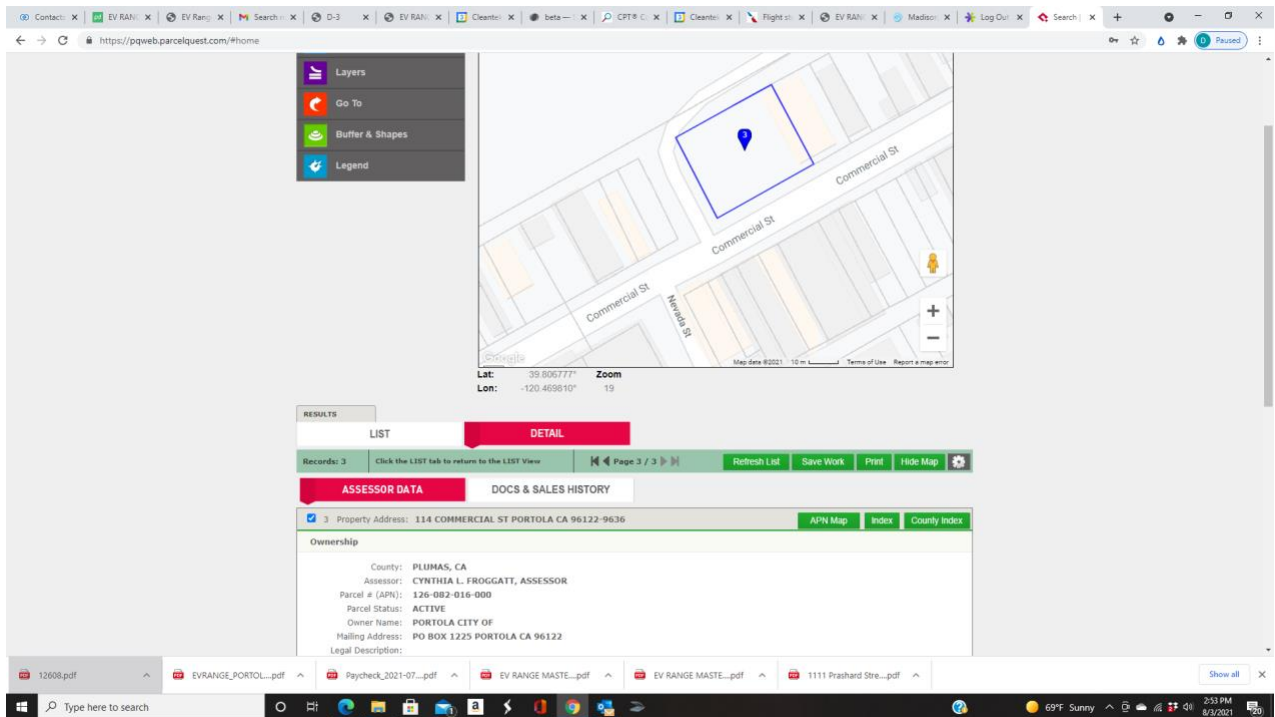 Contact: EV RANG EV Rang Search r D-3 EV RANG Cleante beta — CPT® C Cleante Flight st EV RAN Madison Log Out Search |
https://pqweb.parcelquest.com/#home Paused
Layers
Go To
Buffer & Shapes
Legend
3
Commercial St
Commercial St
Commercial St
Nevada St
Google Map data ©2021 10 m Terms of Use Report a map error
Lat: 39.806777° Zoom
Lon: -120.469810° 19
RESULTS
LIST DETAIL
Records: 3 Click the LIST tab to return to the LIST View Page 3 / 3 Refresh List Save Work Print Hide Map
ASSESSOR DATA DOCS & SALES HISTORY
3 Property Address: 114 COMMERCIAL ST PORTOLA CA 96122-9636 APN Map Index County Index
Ownership
County: PLUMAS, CA
Assessor: CYNTHIA L. FROGGATT, ASSESSOR
Parcel # (APN): 126-082-016-000
Parcel Status: ACTIVE
Owner Name: PORTOLA CITY OF
Mailing Address: PO BOX 1225 PORTOLA CA 96122
Legal Description:
12608.pdf EVRANGE_PORTOL....pdf Paycheck_2021-07....pdf EV RANGE MASTE....pdf EV RANGE MASTE....pdf 1111 Prashard Stre....pdf Show all
Type here to search 69°F Sunny 2:53 PM
8/3/2021 20